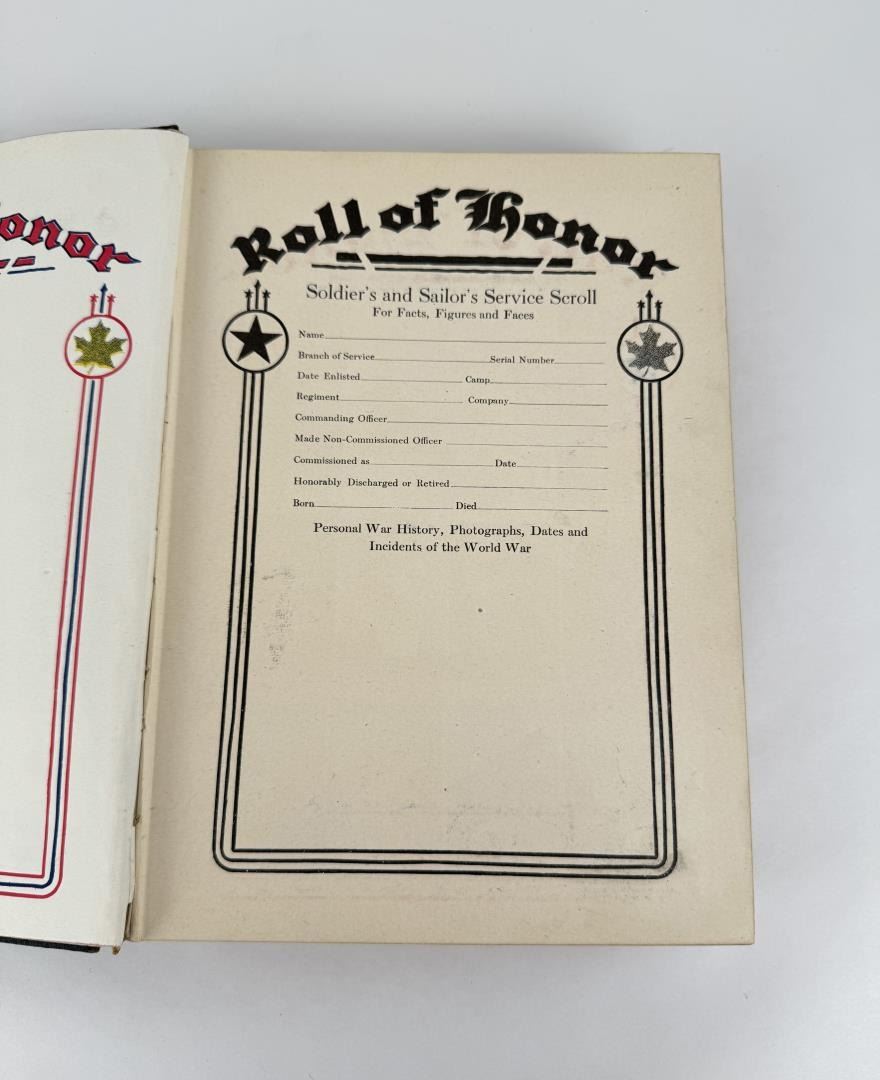 onor
Roll of Honor
Soldier's and Sailor's Service Scroll
For Facts, Figures and Faces
Name
Branch of Service Serial Number
Date Enlisted Camp
Regiment Company
Commanding Officer
Made Non-Commissioned Officer
Commissioned as Date
Honorably Discharged or Retired
Born Died
Personal War History, Photographs, Dates and
Incidents of the World War